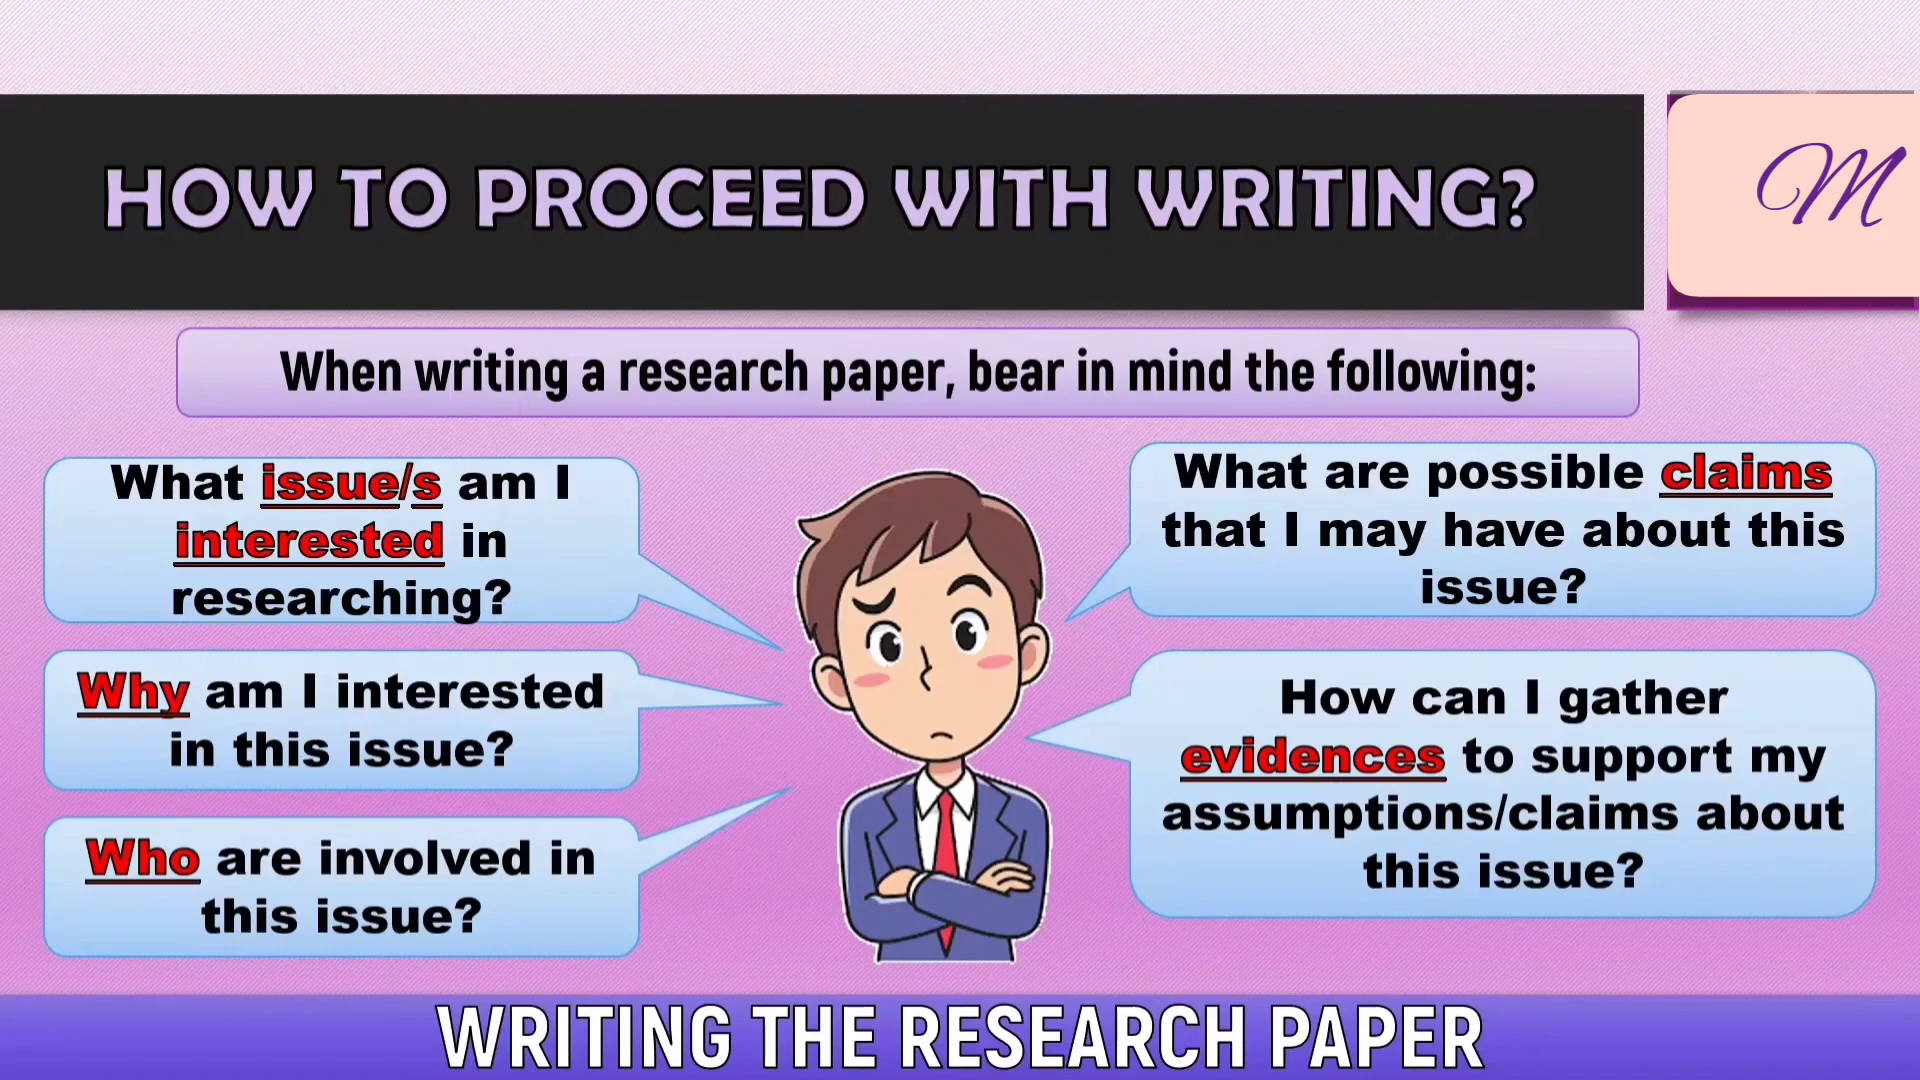 HOW TO PROCEED WITH WRITING?
M
When writing a research paper, bear in mind the following:
What issue/s am I
interested in
researching?
Why am I interested
in this issue?
Who are involved in
this issue?
What are possible claims
that I may have about this
issue?
How can I gather
evidences to support my
assumptions/claims about
this issue?
WRITING THE RESEARCH PAPER